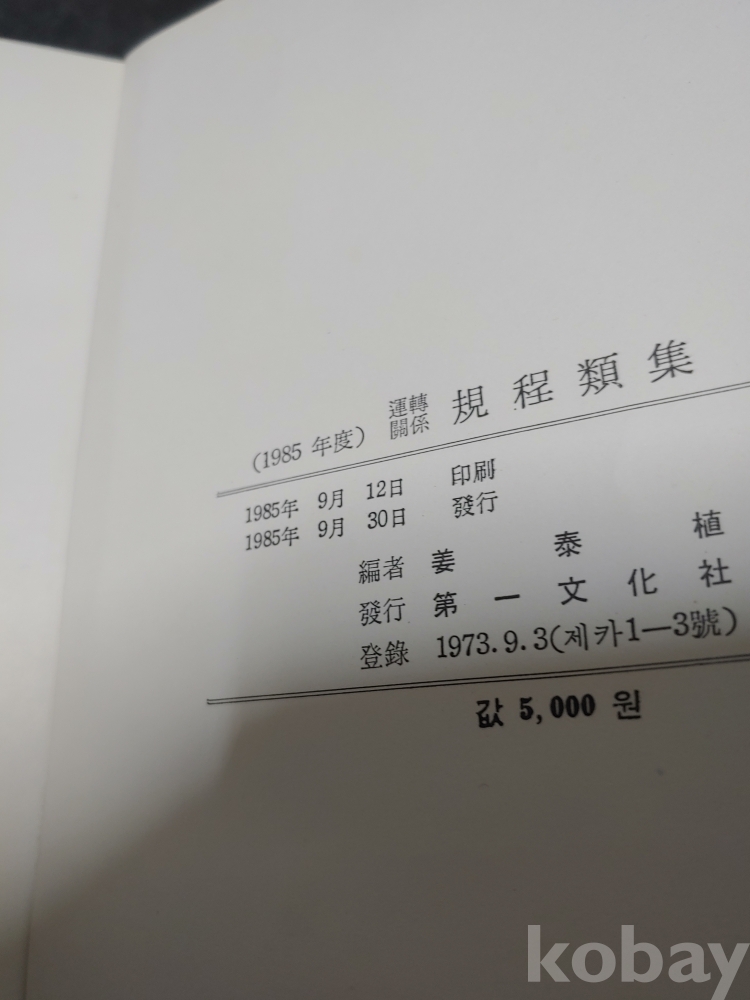 (1985 年度) 運轉關係 規程類集
1985年 9月 12日 印刷
1985年 9月 30日 發行
編者 姜泰植
發行 第一文化社
登錄 1973.9.3(제카1—3號)
값 5,000 원
kobay